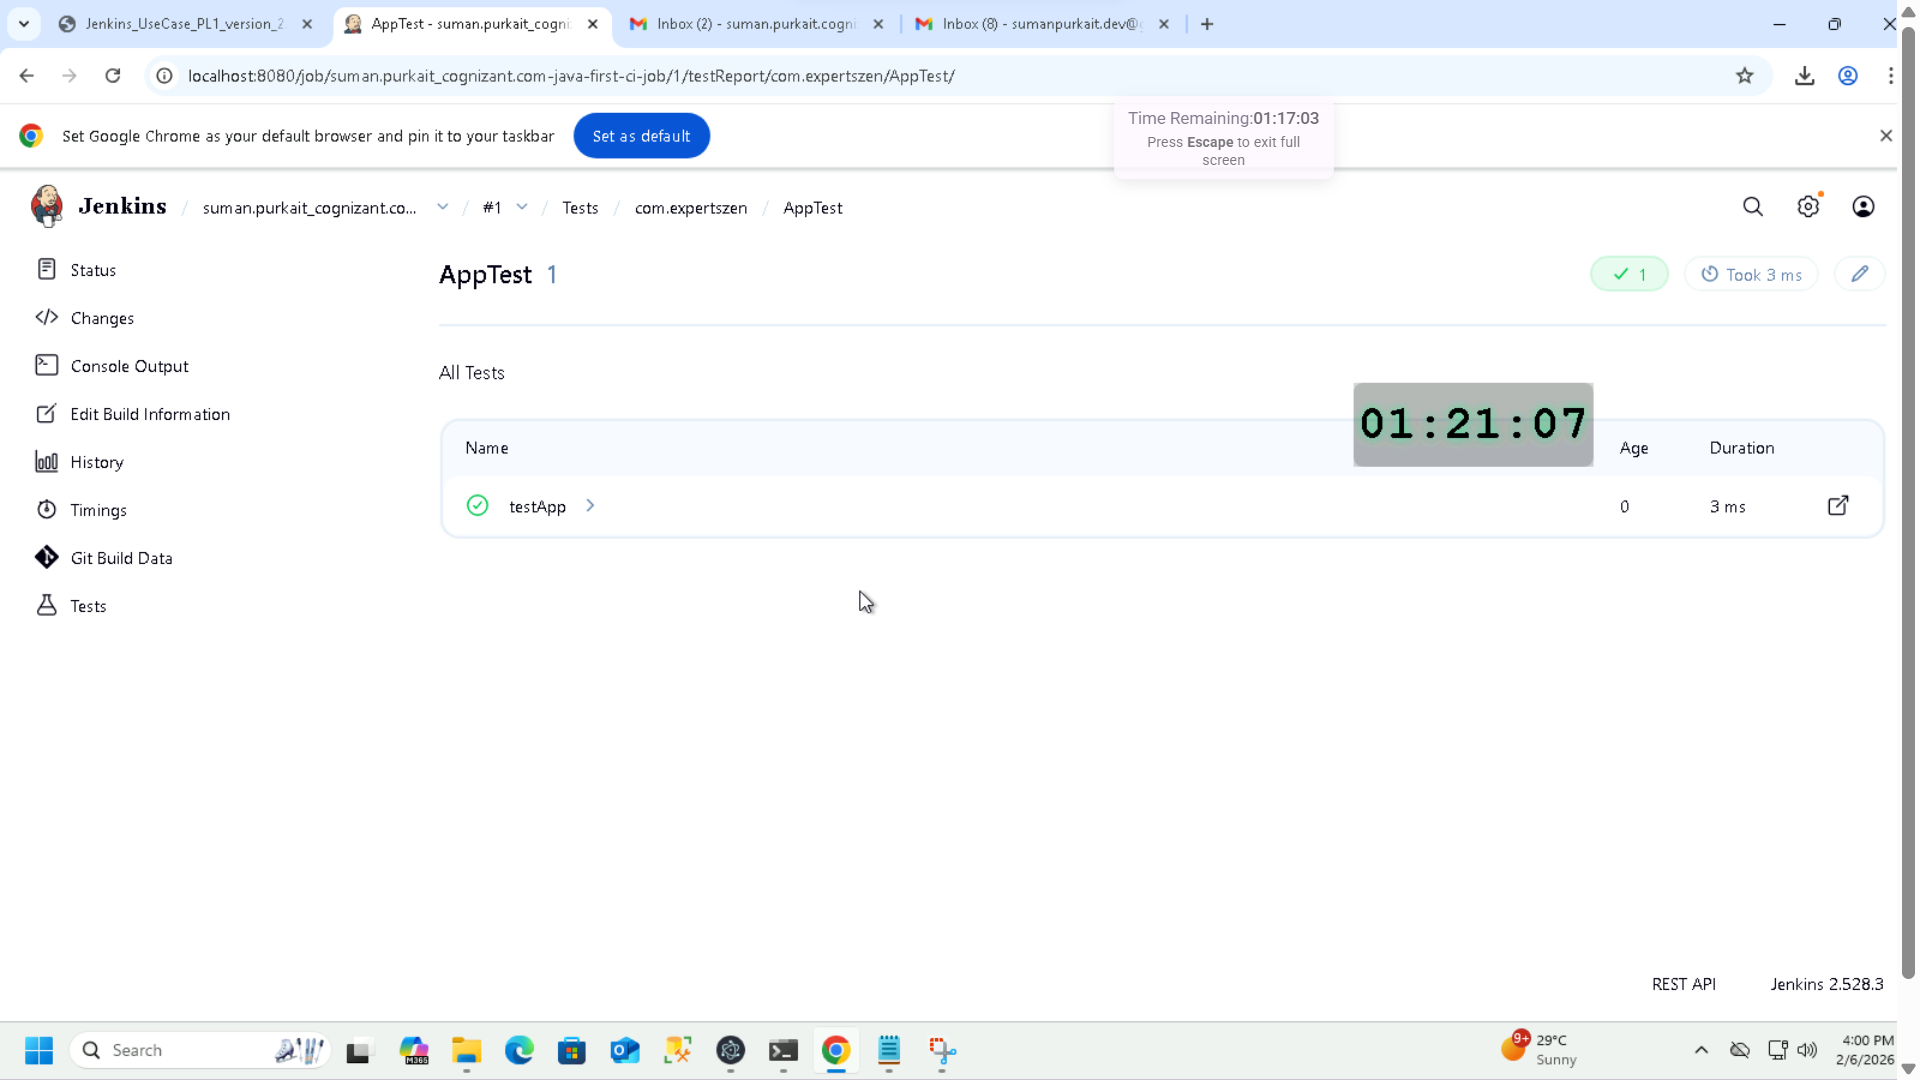 Jenkins_UseCase_PL1_version_2
AppTest - suman.purkait_cogni
Inbox (2) - suman.purkait.cogni
Inbox (8) - sumanpurkait.dev@
localhost:8080/job/suman.purkait_cognizant.com-java-first-ci-job/1/testReport/com.expertszen/AppTest/
Set Google Chrome as your default browser and pin it to your taskbar
Set as default
Time Remaining:01:17:03
Press Escape to exit full
screen
Jenkins / suman.purkait_cognizant.co... / #1 / Tests / com.expertszen / AppTest
Status
Changes
Console Output
Edit Build Information
History
Timings
Git Build Data
Tests
AppTest 1
1
Took 3 ms
All Tests
01:21:07
Name
Age
Duration
testApp
0
3 ms
REST API
Jenkins 2.528.3
Search
M365
9+
29°C
Sunny
4:00 PM
2/6/2026